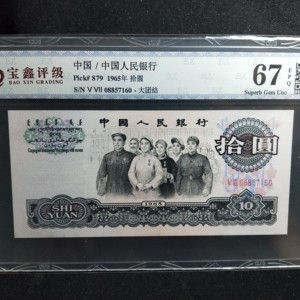 宝鑫评级
BAO XIN GRADING
中国 / 中国人民银行
Pick# 879 1965年 拾圆
S/N V VII 08857160 - 大团结
67
EPQ
Superb Gem Unc
中国人民银行
拾圆
V VII 08857160
SHI
YUAN
1965
10